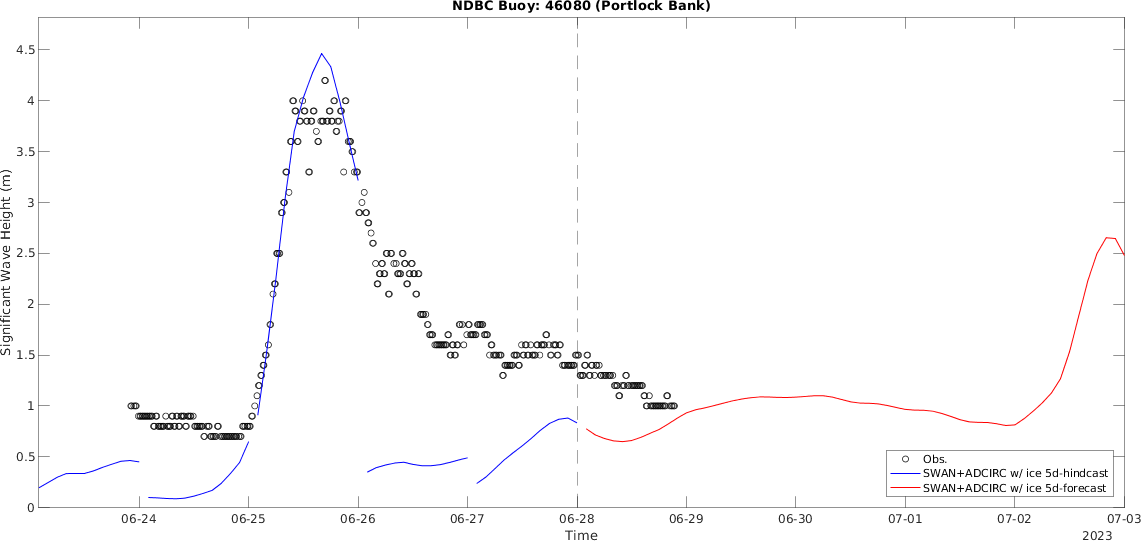 NDBC Buoy: 46080 (Portlock Bank)
Significant Wave Height (m)
4.5
4
3.5
3
2.5
2
1.5
1
0.5
0
Obs.
SWAN+ADCIRC w/ ice 5d-hindcast
SWAN+ADCIRC w/ ice 5d-forecast
06-24 06-25 06-26 06-27 06-28 06-29 06-30 07-01 07-02 07-03
Time
2023